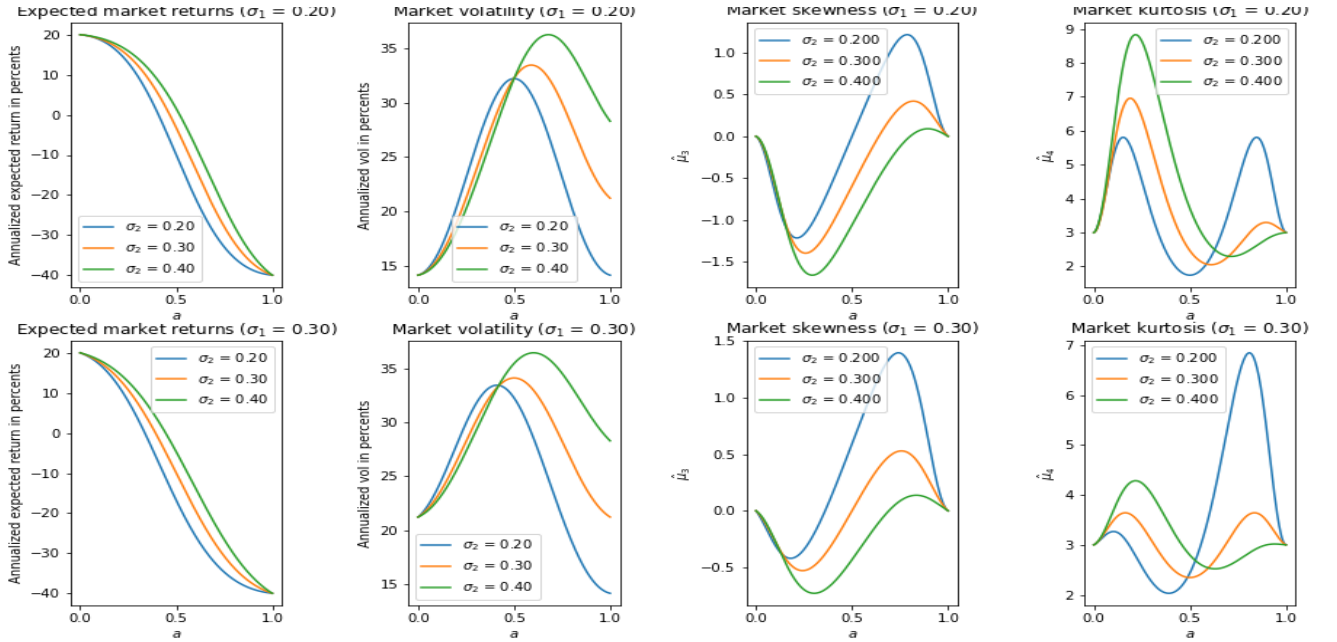 Expected market returns (σ₁ = 0.20)
Annualized expected return in percents
20
10
0
−10
−20
−30
−40
σ₂ = 0.20
σ₂ = 0.30
σ₂ = 0.40
0.0 0.5 1.0
a
Market volatility (σ₁ = 0.20)
Annualized vol in percents
35
30
25
20
15
σ₂ = 0.20
σ₂ = 0.30
σ₂ = 0.40
0.0 0.5 1.0
a
Market skewness (σ₁ = 0.20)
μ̂₃
1.0
0.5
0.0
−0.5
−1.0
−1.5
σ₂ = 0.200
σ₂ = 0.300
σ₂ = 0.400
0.0 0.5 1.0
a
Market kurtosis (σ₁ = 0.20)
μ̂₄
9
8
7
6
5
4
3
2
σ₂ = 0.200
σ₂ = 0.300
σ₂ = 0.400
0.0 0.5 1.0
a
Expected market returns (σ₁ = 0.30)
Annualized expected return in percents
20
10
0
−10
−20
−30
−40
σ₂ = 0.20
σ₂ = 0.30
σ₂ = 0.40
0.0 0.5 1.0
a
Market volatility (σ₁ = 0.30)
Annualized vol in percents
35
30
25
20
15
σ₂ = 0.20
σ₂ = 0.30
σ₂ = 0.40
0.0 0.5 1.0
a
Market skewness (σ₁ = 0.30)
μ̂₃
1.5
1.0
0.5
0.0
−0.5
σ₂ = 0.200
σ₂ = 0.300
σ₂ = 0.400
0.0 0.5 1.0
a
Market kurtosis (σ₁ = 0.30)
μ̂₄
7
6
5
4
3
2
σ₂ = 0.200
σ₂ = 0.300
σ₂ = 0.400
0.0 0.5 1.0
a